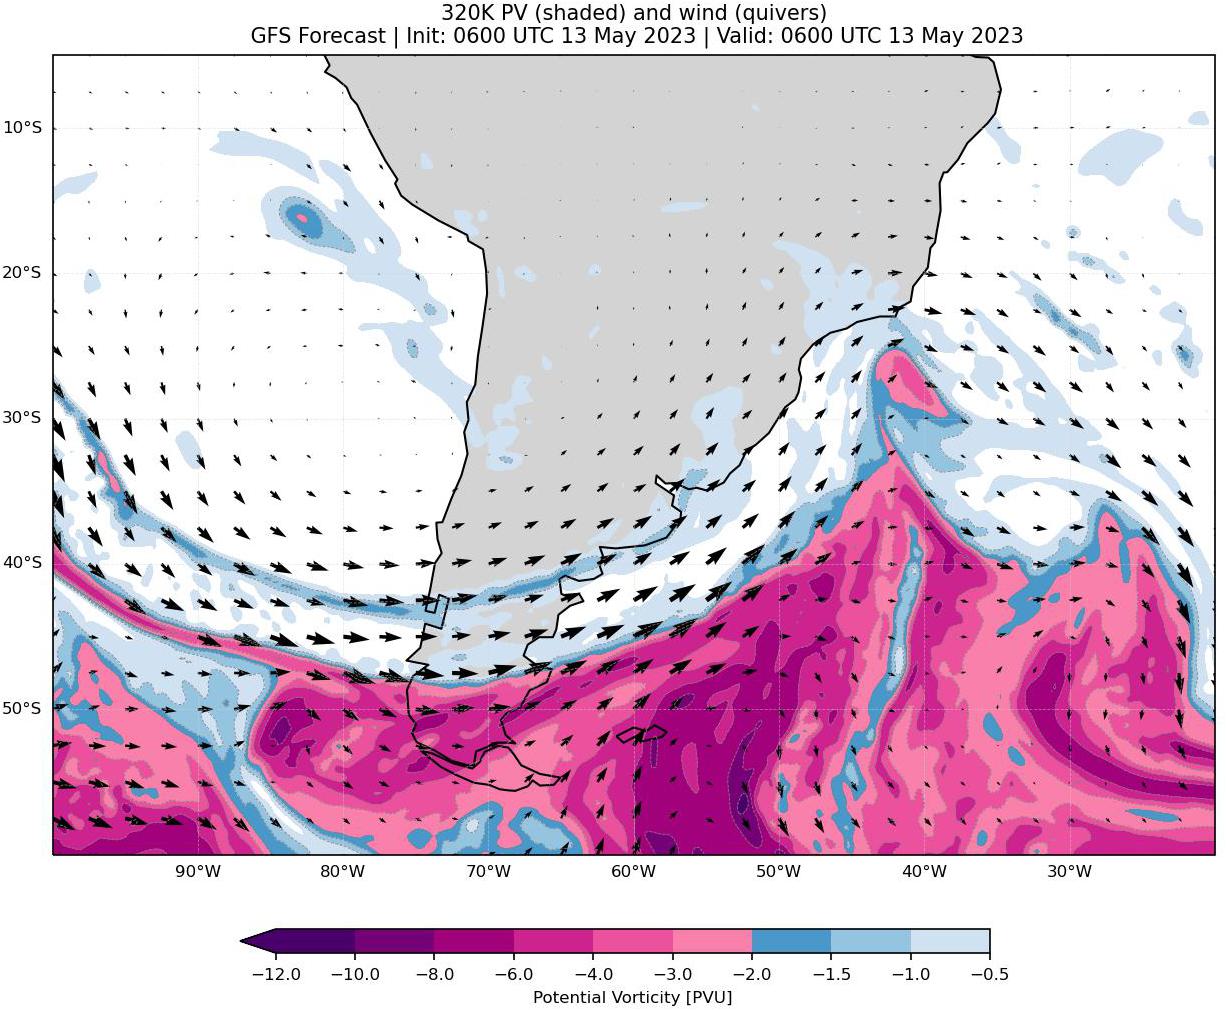 320K PV (shaded) and wind (quivers)
GFS Forecast | Init: 0600 UTC 13 May 2023 | Valid: 0600 UTC 13 May 2023
10°S
20°S
30°S
40°S
50°S
90°W 80°W 70°W 60°W 50°W 40°W 30°W
−12.0 −10.0 −8.0 −6.0 −4.0 −3.0 −2.0 −1.5 −1.0 −0.5
Potential Vorticity [PVU]